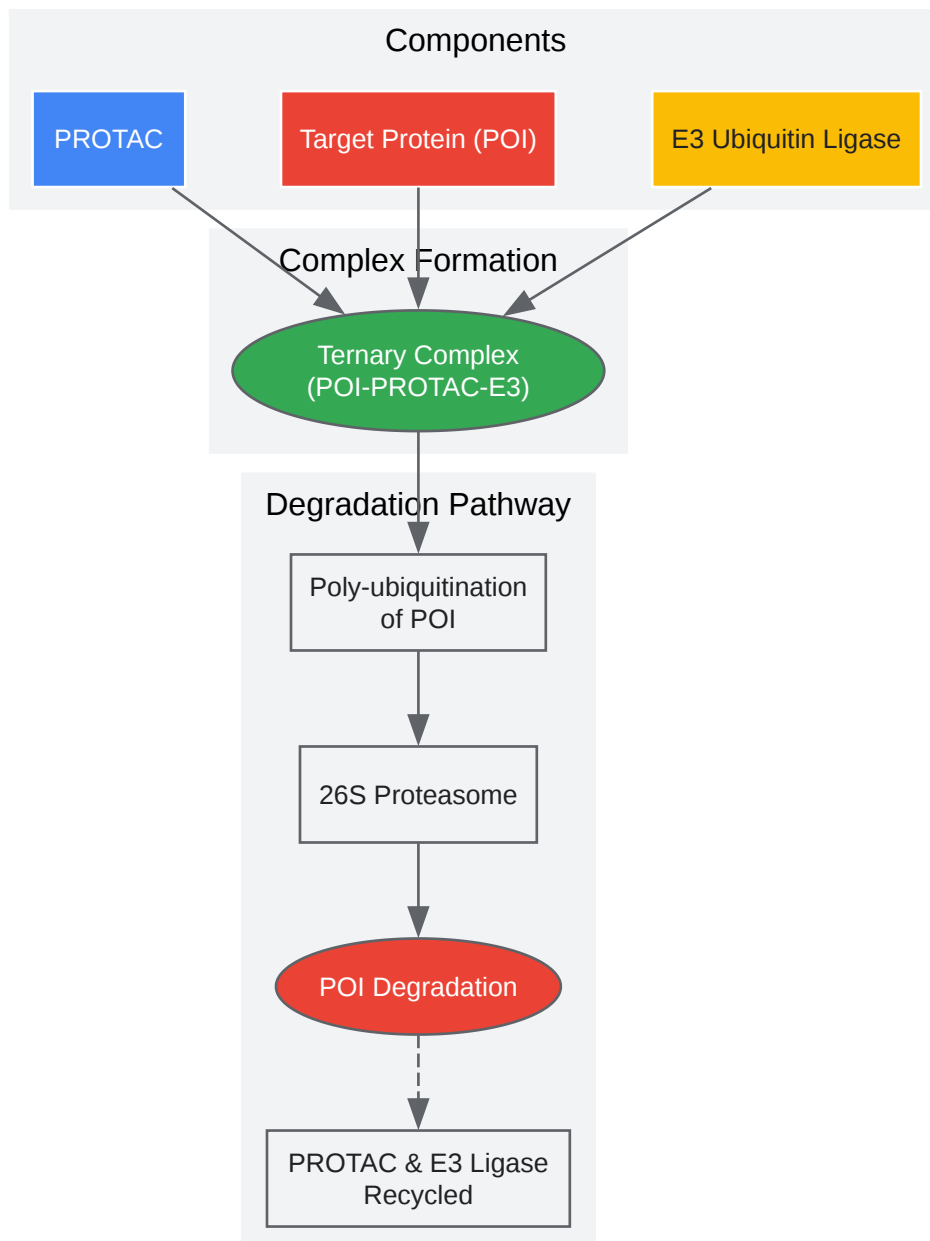 Components
PROTAC
Target Protein (POI)
E3 Ubiquitin Ligase
Complex Formation
Ternary Complex
(POI-PROTAC-E3)
Degradation Pathway
Poly-ubiquitination
of POI
26S Proteasome
POI Degradation
PROTAC & E3 Ligase
Recycled